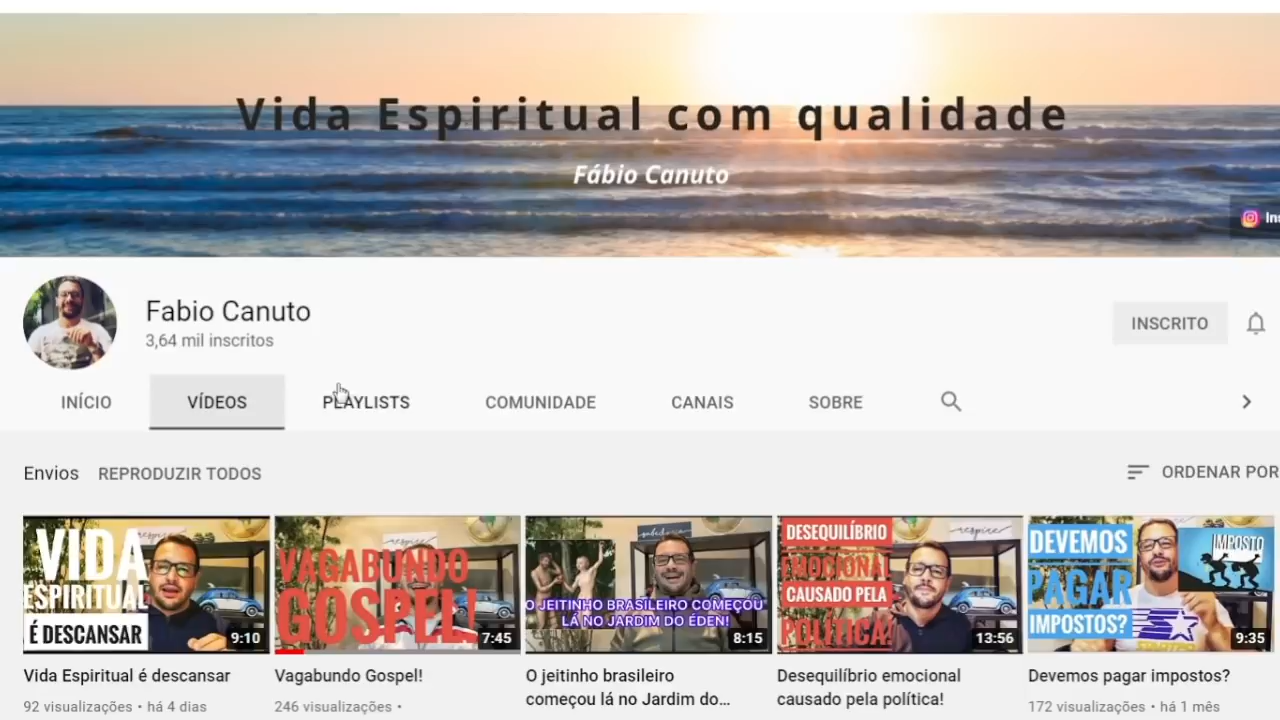 Vida Espiritual com qualidade
Fábio Canuto
Fabio Canuto
3,64 mil inscritos
INSCRITO
INÍCIO
VÍDEOS
PLAYLISTS
COMUNIDADE
CANAIS
SOBRE
Envios
REPRODUZIR TODOS
ORDENAR POR
VIDA
ESPIRITUAL
É DESCANSAR
respire
9:10
VAGABUNDO
GOSPEL!
7:45
O JEITINHO BRASILEIRO COMEÇOU
LÁ NO JARDIM DO ÉDEN!
8:15
DESEQUILÍBRIO
EMOCIONAL
CAUSADO PELA
POLÍTICA!
respire
13:56
DEVEMOS
PAGAR
IMPOSTOS?
IMPOSTO
9:35
Vida Espiritual é descansar
92 visualizações • há 4 dias
Vagabundo Gospel!
246 visualizações •
O jeitinho brasileiro
começou lá no Jardim do...
Desequilíbrio emocional
causado pela política!
Devemos pagar impostos?
172 visualizações • há 1 mês